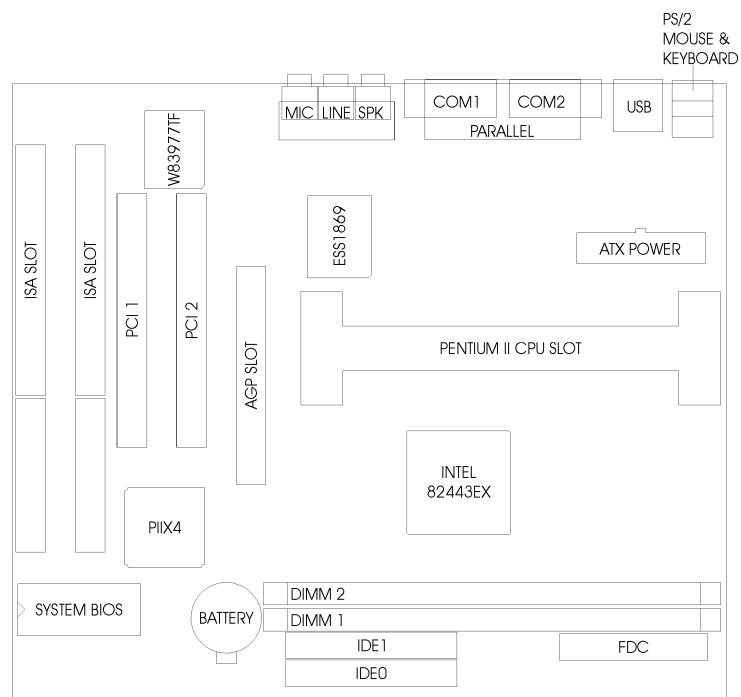 PS/2
MOUSE &
KEYBOARD
MIC LINE SPK
COM1 COM2
PARALLEL
USB
W83977TF
ISA SLOT
ISA SLOT
PCI 1
PCI 2
AGP SLOT
ESS1869
ATX POWER
PENTIUM II CPU SLOT
INTEL
82443EX
PIIX4
SYSTEM BIOS
BATTERY
DIMM 2
DIMM 1
IDE1
IDE0
FDC